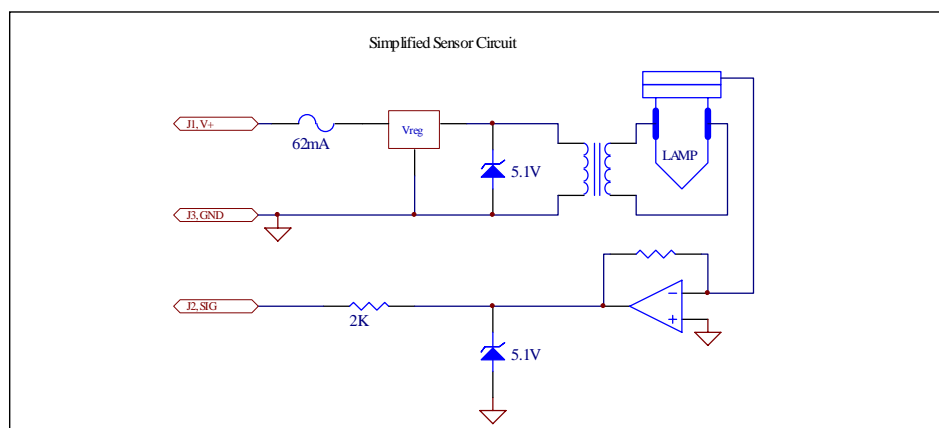 Simplified Sensor Circuit
J1, V+
62mA
Vreg
5.1V
LAMP
J3, GND
J2, SIG
2K
5.1V
−
+